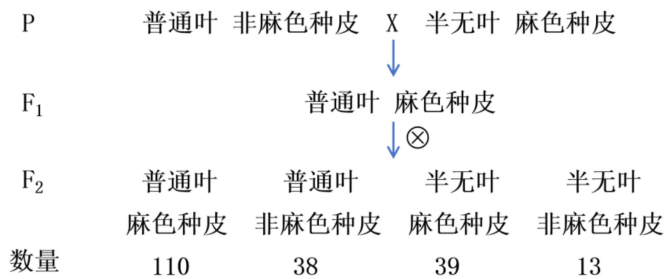 P 普通叶 非麻色种皮 X 半无叶 麻色种皮
F₁ 普通叶 麻色种皮
⊗
F₂ 普通叶 普通叶 半无叶 半无叶
麻色种皮 非麻色种皮 麻色种皮 非麻色种皮
数量 110 38 39 13